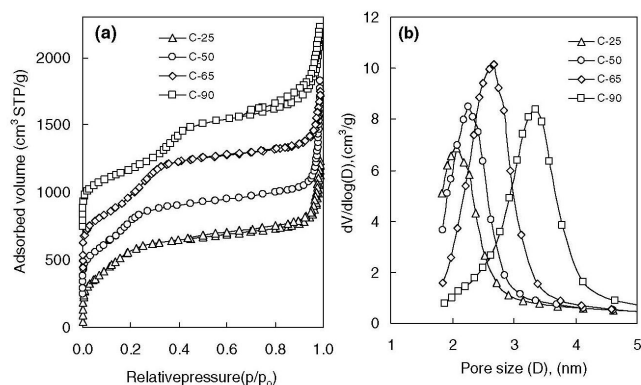 (a)
C-25
C-50
C-65
C-90
Adsorbed volume (cm³ STP/g)
2000
1500
1000
500
0
0.0 0.2 0.4 0.6 0.8 1.0
Relativepressure(p/p₀)
(b)
C-25
C-50
C-65
C-90
dV/dlog(D),(cm³/g)
12
10
8
6
4
2
0
1 2 3 4 5
Pore size (D), (nm)